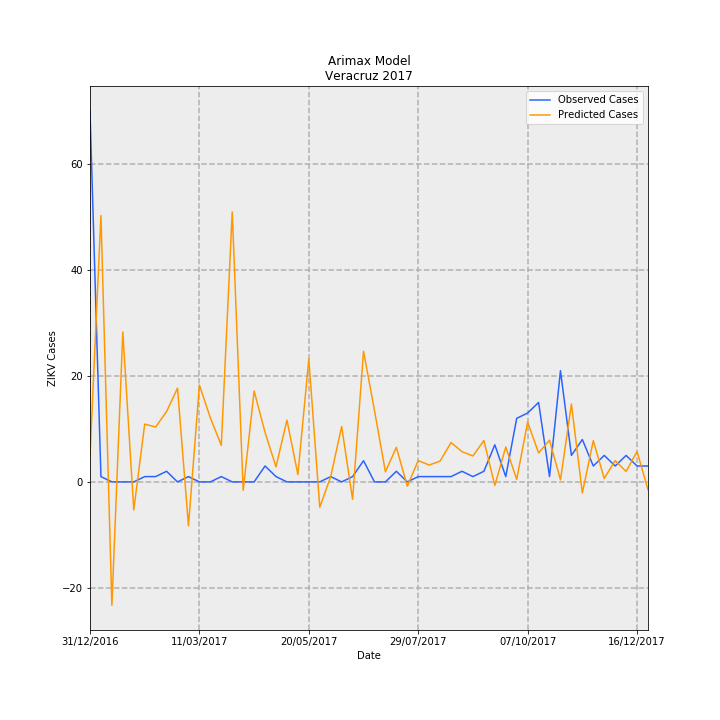 Arimax Model
Veracruz 2017
Observed Cases
Predicted Cases
60
40
20
0
−20
ZIKV Cases
31/12/2016
11/03/2017
20/05/2017
29/07/2017
07/10/2017
16/12/2017
Date